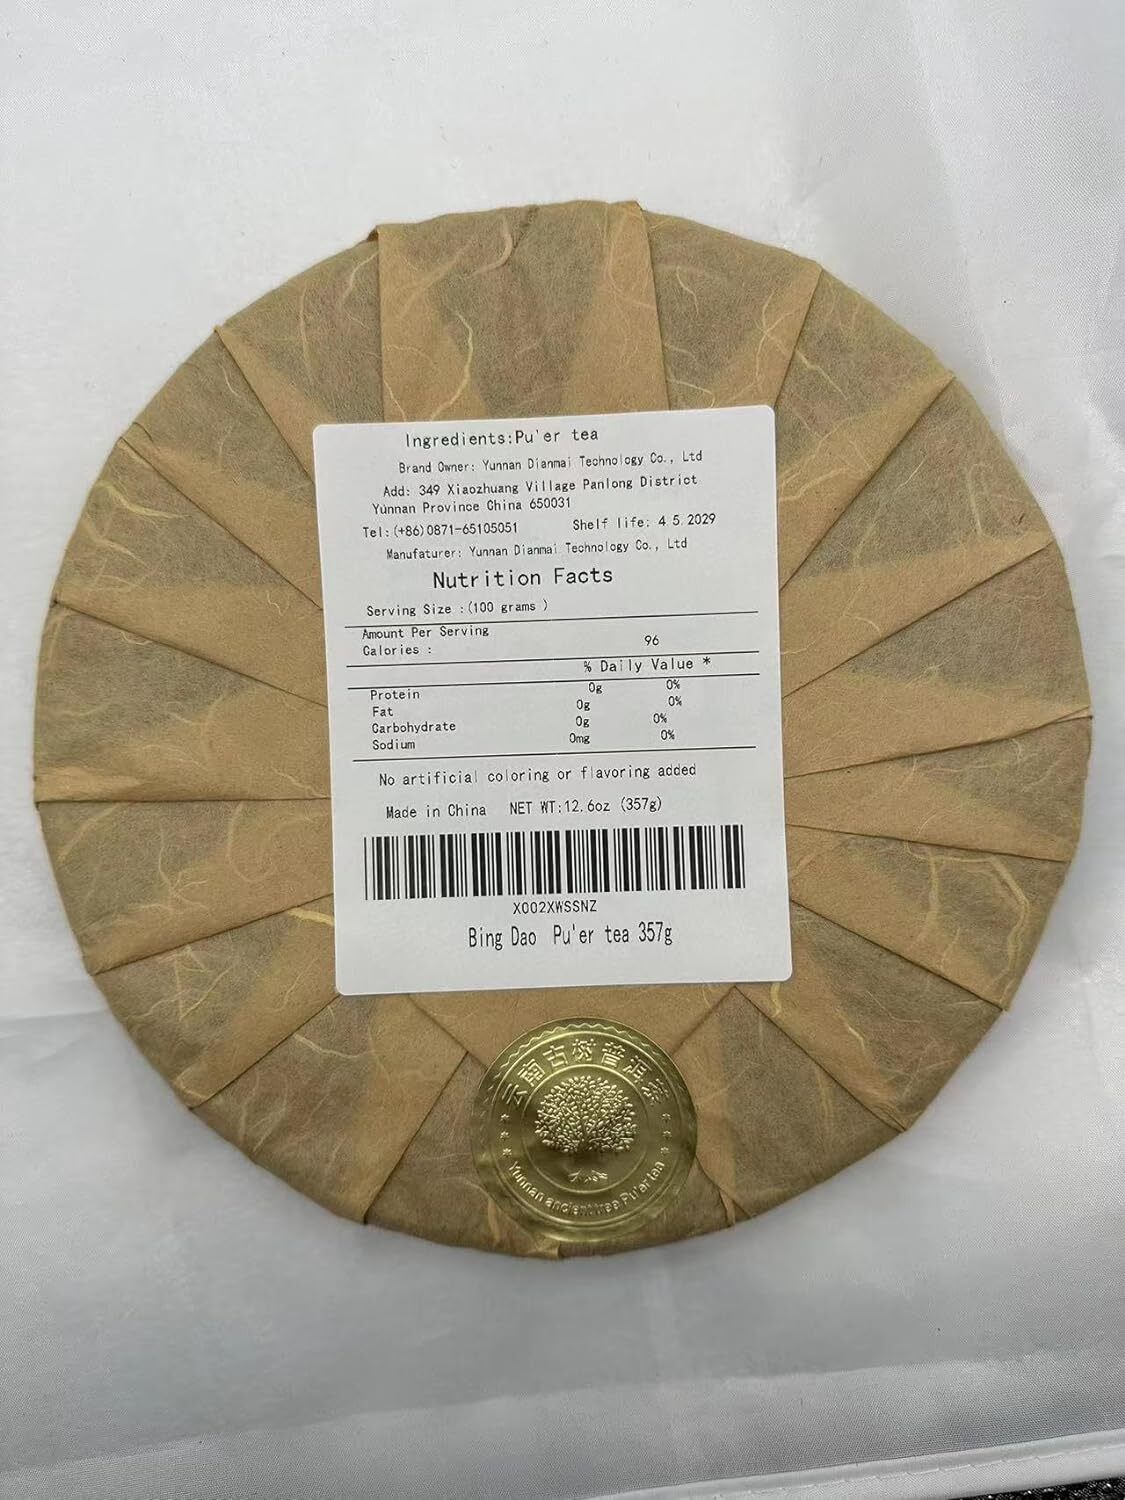 Ingredients:Pu'er tea
Brand Owner: Yunnan Dianmai Technology Co., Ltd
Add: 349 Xiaozhuang Village Panlong District
Yunnan Province China 650031
Tel:(+86)0871-65105051 Shelf life: 4.5.2029
Manufaturer: Yunnan Dianmai Technology Co., Ltd
Nutrition Facts
Serving Size :(100 grams )
Amount Per Serving
Calories : 96
% Daily Value *
Protein 0g 0%
Fat 0g 0%
Carbohydrate 0g 0%
Sodium 0mg 0%
No artificial coloring or flavoring added
Made in China NET WT:12.6oz (357g)
X002XWSSNZ
Bing Dao Pu'er tea 357g
云南古树普洱茶
Yunnan ancient tree Pu'er tea